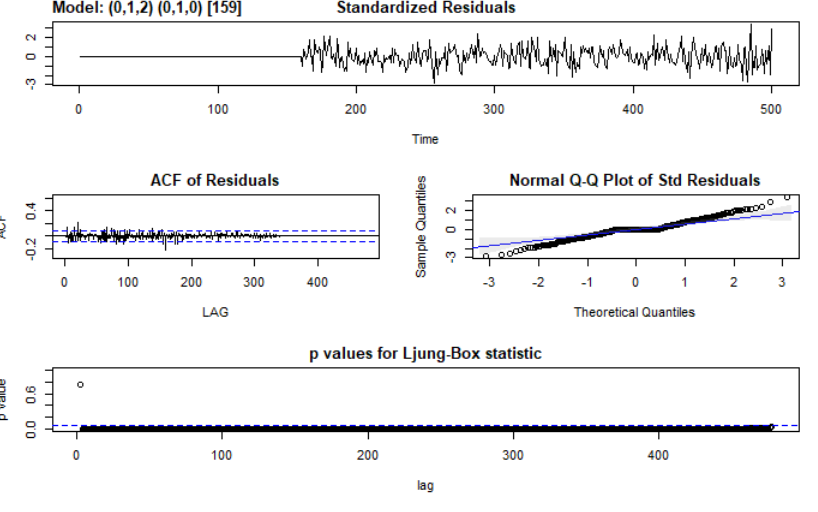 Model: (0,1,2) (0,1,0) [159] Standardized Residuals
2
0
-3
0 100 200 300 400 500
Time
ACF of Residuals
ACF
0.4
-0.2
0 100 200 300 400
LAG
Normal Q-Q Plot of Std Residuals
Sample Quantiles
2
0
-3
-3 -2 -1 0 1 2 3
Theoretical Quantiles
p values for Ljung-Box statistic
p value
0.6
0.0
0 100 200 300 400
lag